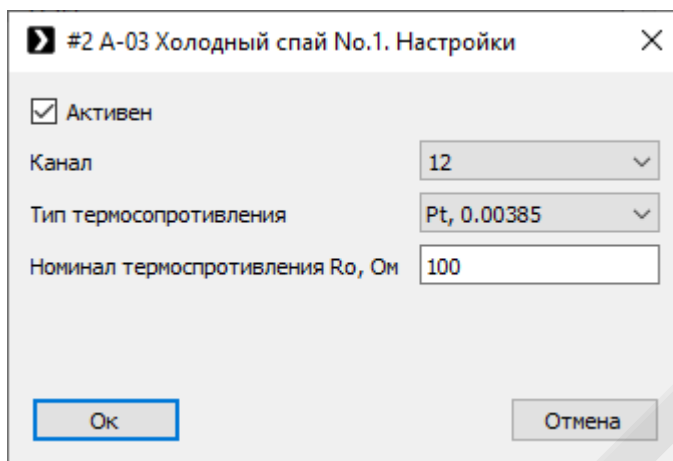 #2 A-03 Холодный спай No.1. Настройки
Активен
Канал 12
Тип термосопротивления Pt, 0.00385
Номинал термоспротивления Ro, Ом 100
Ок Отмена